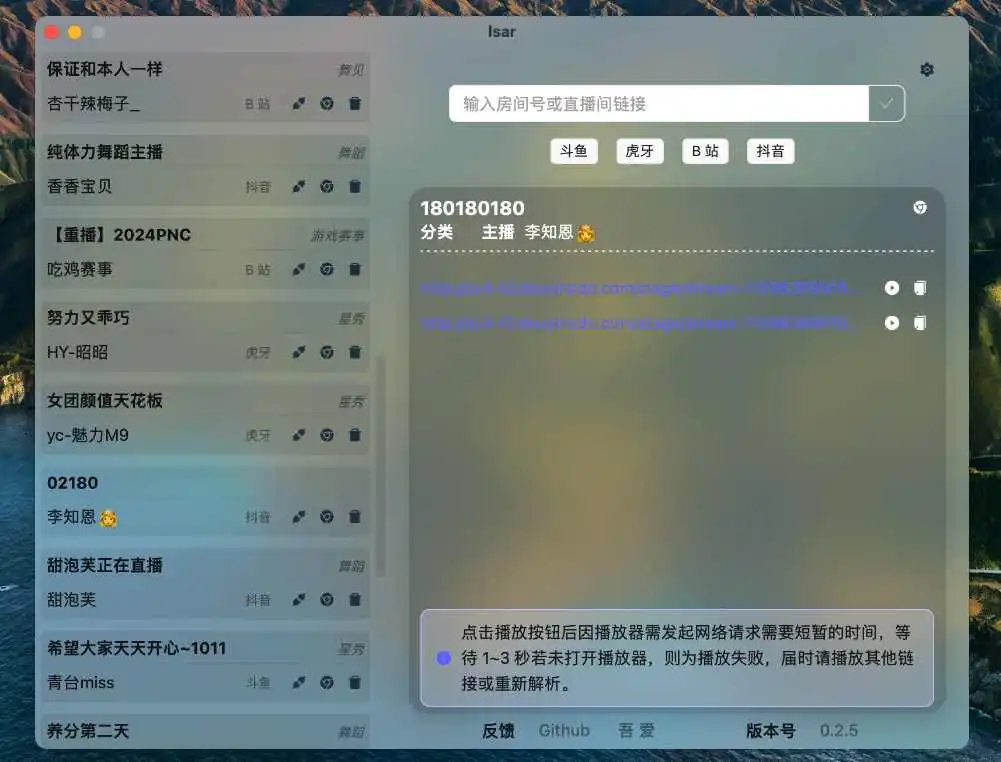 lsar
保证和本人一样 舞见
杏干辣梅子_ B 站
纯体力舞蹈主播 舞蹈
香香宝贝 抖音
【重播】2024PNC 游戏赛事
吃鸡赛事 B 站
努力又乖巧 星秀
HY-昭昭 虎牙
女团颜值天花板 星秀
yc-魅力M9 虎牙
02180
李知恩👸 抖音
甜泡芙正在直播 舞蹈
甜泡芙 抖音
希望大家天天开心~1011 星秀
青台miss 斗鱼
养分第二天 舞蹈
输入房间号或直播间链接
斗鱼 虎牙 B 站 抖音
180180180
分类 主播 李知恩👸
点击播放按钮后因播放器需发起网络请求需要短暂的时间，等
待 1~3 秒若未打开播放器，则为播放失败，届时请播放其他链
接或重新解析。
反馈 Github 吾 爱 版本号 0.2.5